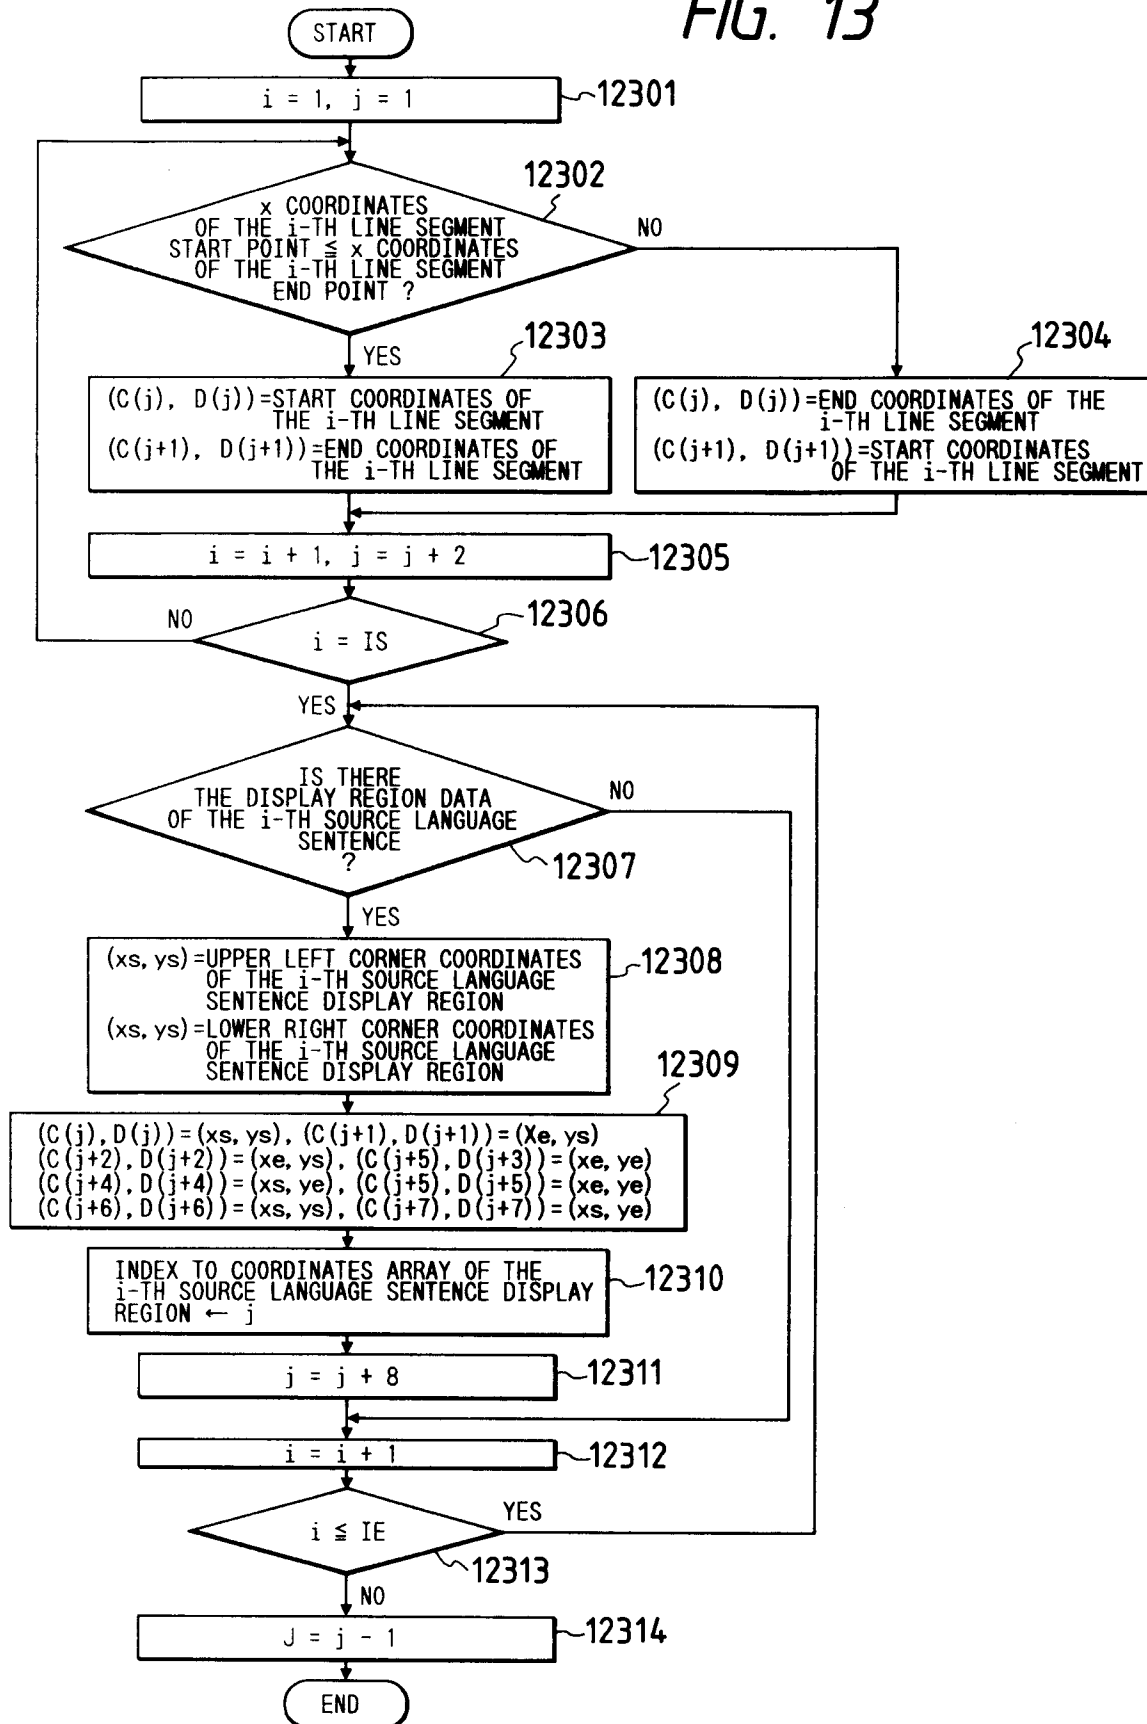 FIG. 13
START
i = 1, j = 1
12301
12302
x COORDINATES
OF THE i-TH LINE SEGMENT
START POINT ≦ x COORDINATES
OF THE i-TH LINE SEGMENT
END POINT ?
NO
YES
12303
(C(j), D(j))=START COORDINATES OF
THE i-TH LINE SEGMENT
(C(j+1), D(j+1))=END COORDINATES OF
THE i-TH LINE SEGMENT
12304
(C(j), D(j))=END COORDINATES OF THE
i-TH LINE SEGMENT
(C(j+1), D(j+1))=START COORDINATES
OF THE i-TH LINE SEGMENT
i = i + 1, j = j + 2
12305
12306
NO
i = IS
YES
IS THERE
THE DISPLAY REGION DATA
OF THE i-TH SOURCE LANGUAGE
SENTENCE
?
NO
12307
YES
(xs, ys)=UPPER LEFT CORNER COORDINATES
OF THE i-TH SOURCE LANGUAGE
SENTENCE DISPLAY REGION
(xs, ys)=LOWER RIGHT CORNER COORDINATES
OF THE i-TH SOURCE LANGUAGE
SENTENCE DISPLAY REGION
12308
12309
(C(j), D(j))=(xs, ys), (C(j+1), D(j+1))=(Xe, ys)
(C(j+2), D(j+2))=(xe, ys), (C(j+5), D(j+3))=(xe, ye)
(C(j+4), D(j+4))=(xs, ye), (C(j+5), D(j+5))=(xe, ye)
(C(j+6), D(j+6))=(xs, ys), (C(j+7), D(j+7))=(xs, ye)
INDEX TO COORDINATES ARRAY OF THE
i-TH SOURCE LANGUAGE SENTENCE DISPLAY
REGION ← j
12310
j = j + 8
12311
i = i + 1
12312
i ≦ IE
YES
12313
NO
J = j - 1
12314
END